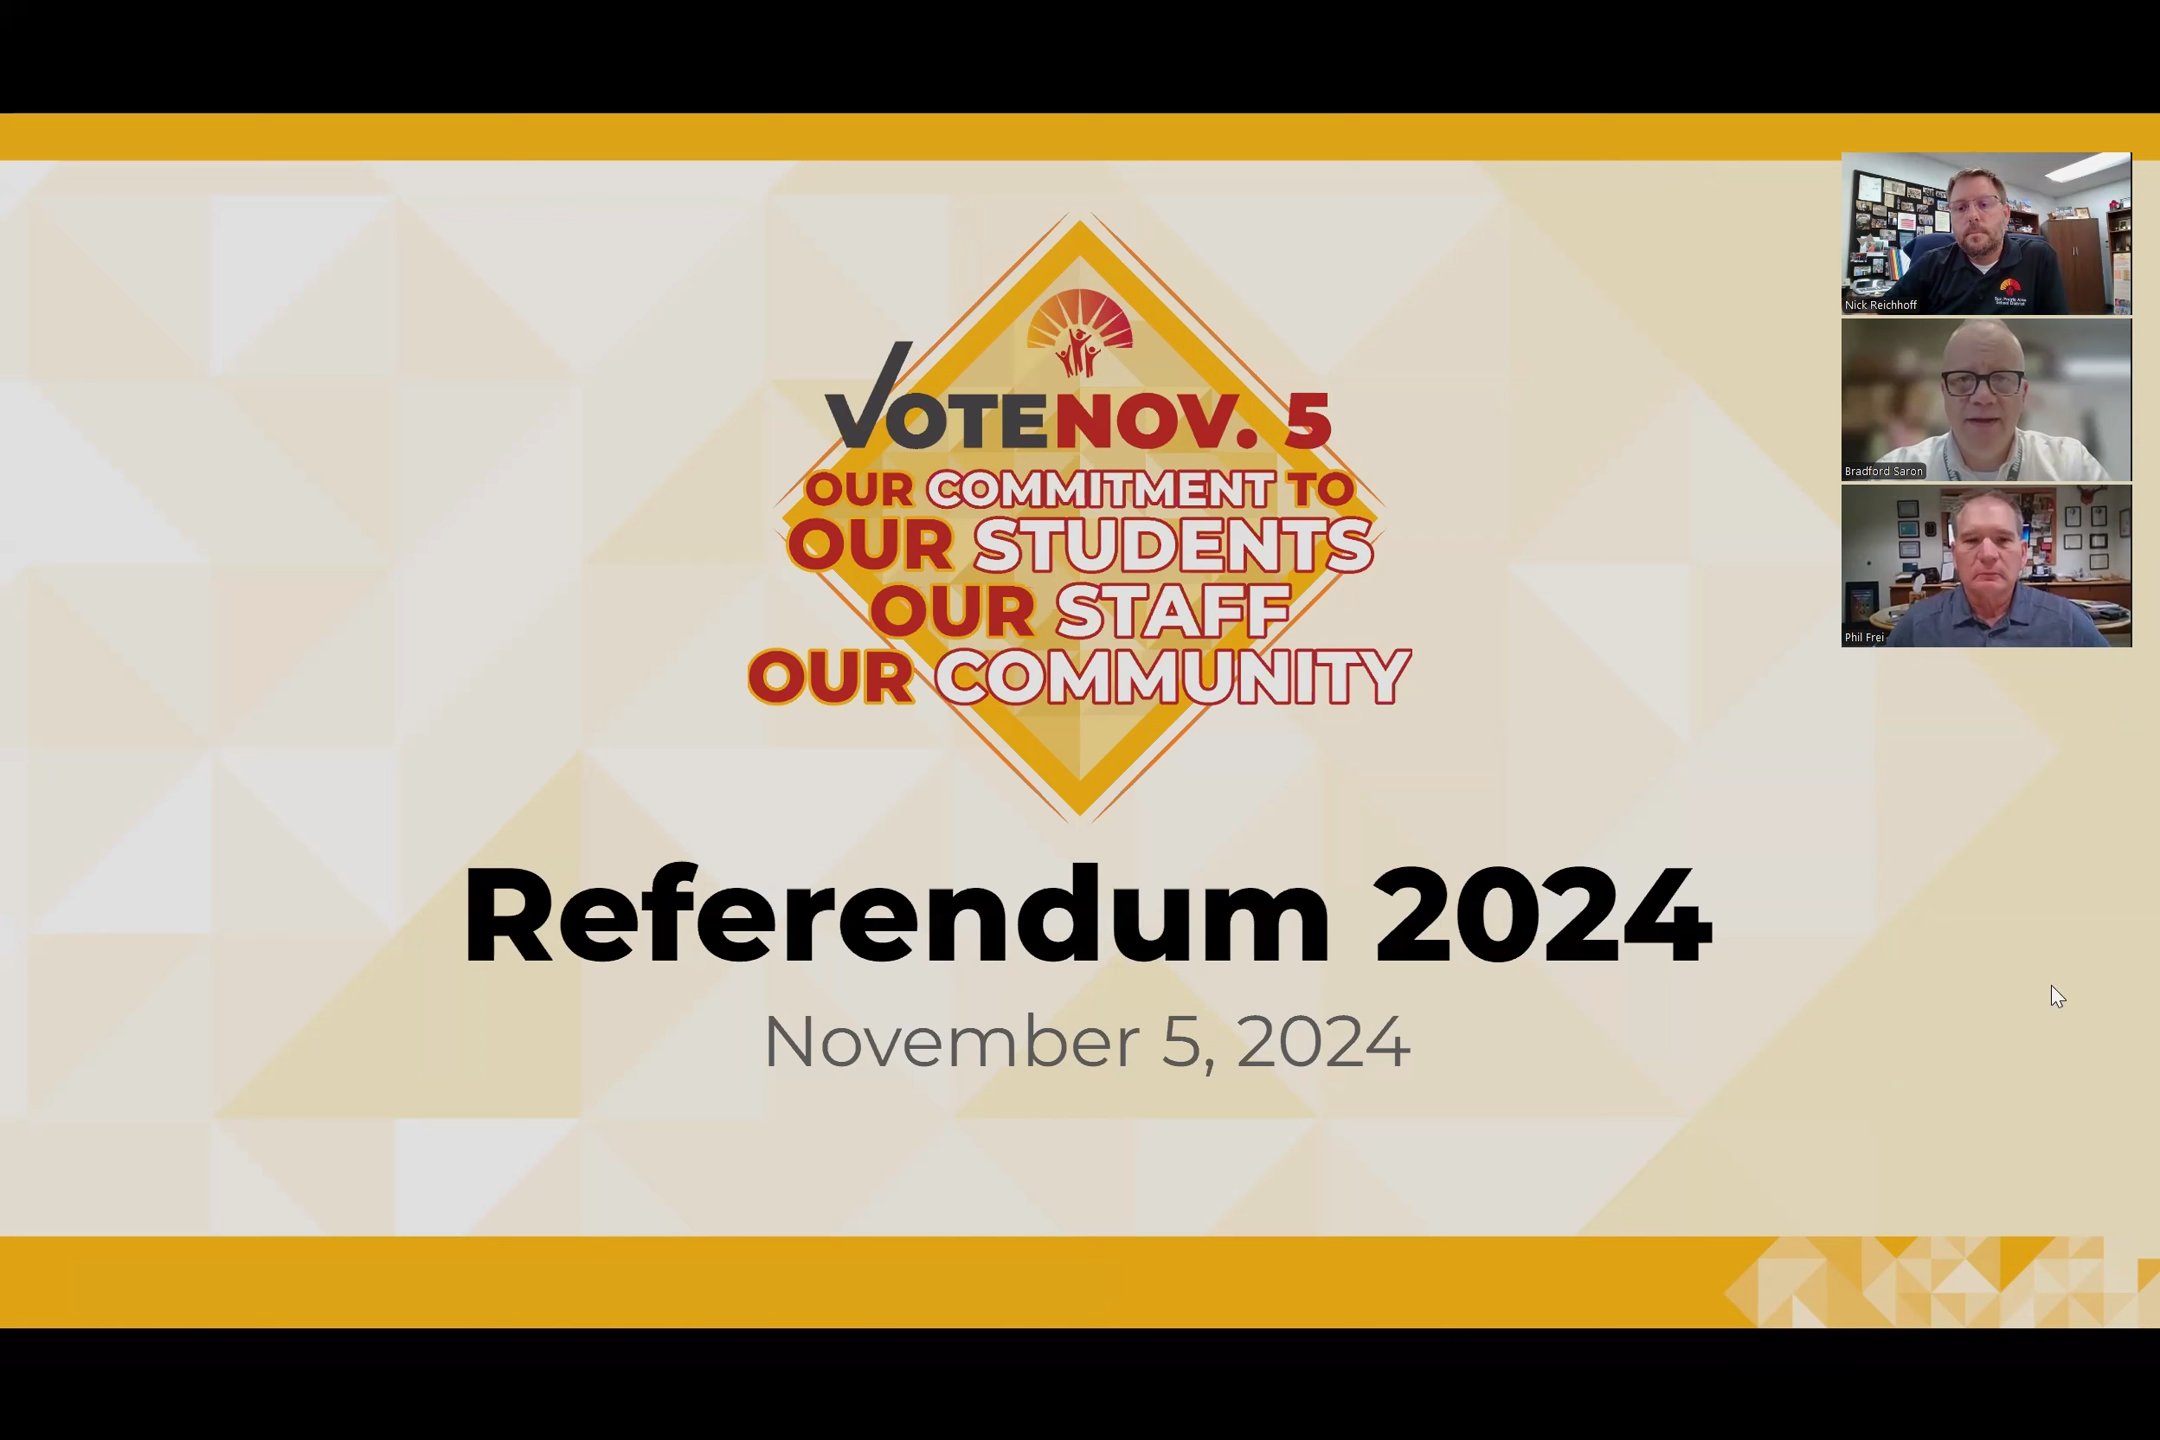 VOTE NOV. 5
OUR COMMITMENT TO
OUR STUDENTS
OUR STAFF
OUR COMMUNITY
Referendum 2024
November 5, 2024
Nick Reichhoff
Bradford Saron
Phil Frei